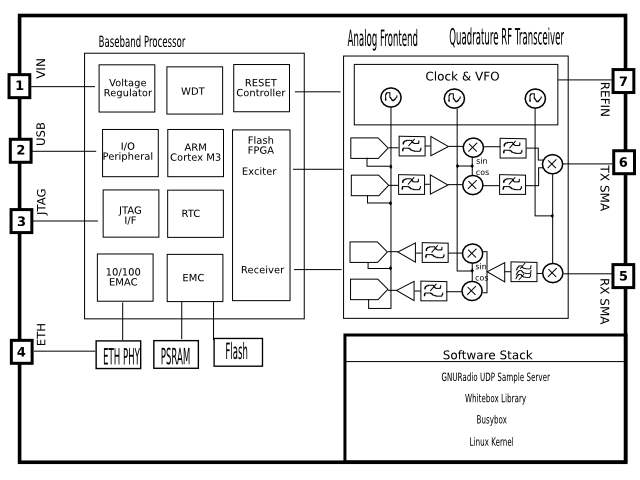 Baseband Processor
Analog Frontend
Quadrature RF Transceiver
1
VIN
Voltage
Regulator
WDT
RESET
Controller
Clock & VFO
7
REFIN
2
USB
I/O
Peripheral
ARM
Cortex M3
Flash
FPGA
Exciter
sin
cos
6
TX SMA
3
JTAG
JTAG
I/F
RTC
10/100
EMAC
EMC
Receiver
sin
cos
5
RX SMA
4
ETH
ETH PHY
PSRAM
Flash
Software Stack
GNURadio UDP Sample Server
Whitebox Library
Busybox
Linux Kernel